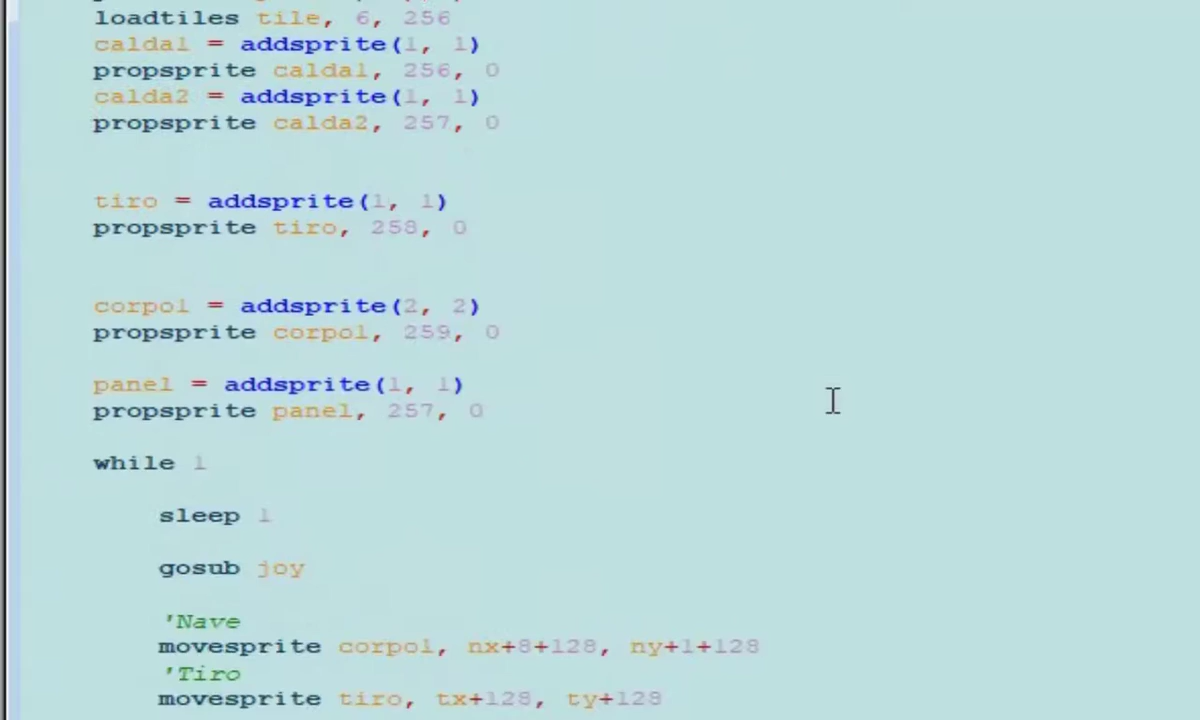 loadtiles tile, 6, 256
calda1 = addsprite(1, 1)
propsprite calda1, 256, 0
calda2 = addsprite(1, 1)
propsprite calda2, 257, 0
tiro = addsprite(1, 1)
propsprite tiro, 258, 0
corpo1 = addsprite(2, 2)
propsprite corpo1, 259, 0
panel = addsprite(1, 1)
propsprite panel, 257, 0
while 1
sleep 1
gosub joy
'Nave
movesprite corpo1, nx+8+128, ny+1+128
'Tiro
movesprite tiro, tx+128, ty+128